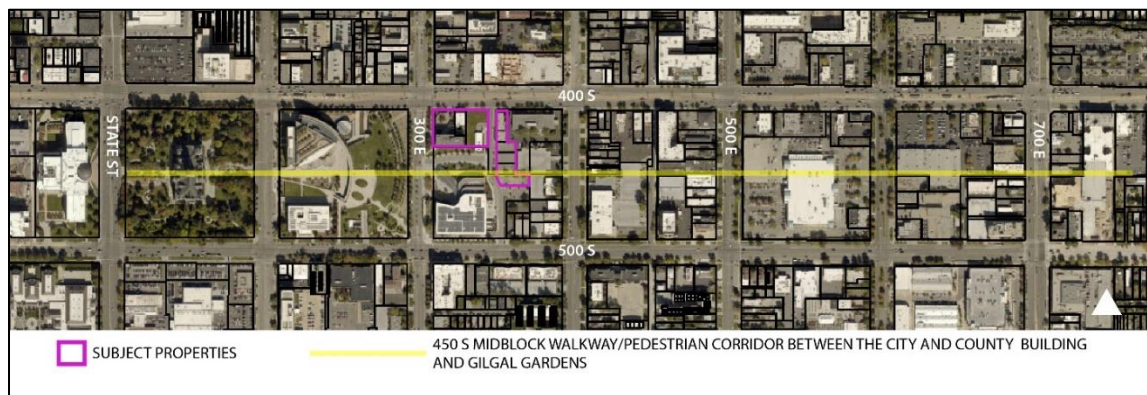 400 S
STATE ST
300 E
500 E
700 E
500 S
SUBJECT PROPERTIES
450 S MIDBLOCK WALKWAY/PEDESTRIAN CORRIDOR BETWEEN THE CITY AND COUNTY BUILDING
AND GILGAL GARDENS